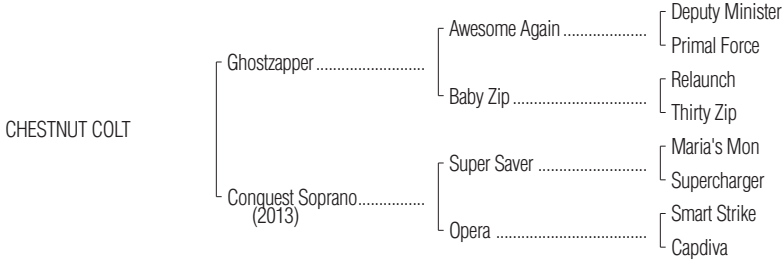 Deputy Minister
Awesome Again ....................
Primal Force
Ghostzapper ..........................
Relaunch
Baby Zip ................................
Thirty Zip
CHESTNUT COLT
Maria's Mon
Super Saver ..........................
Supercharger
Conquest Soprano................
(2013)
Smart Strike
Opera ....................................
Capdiva